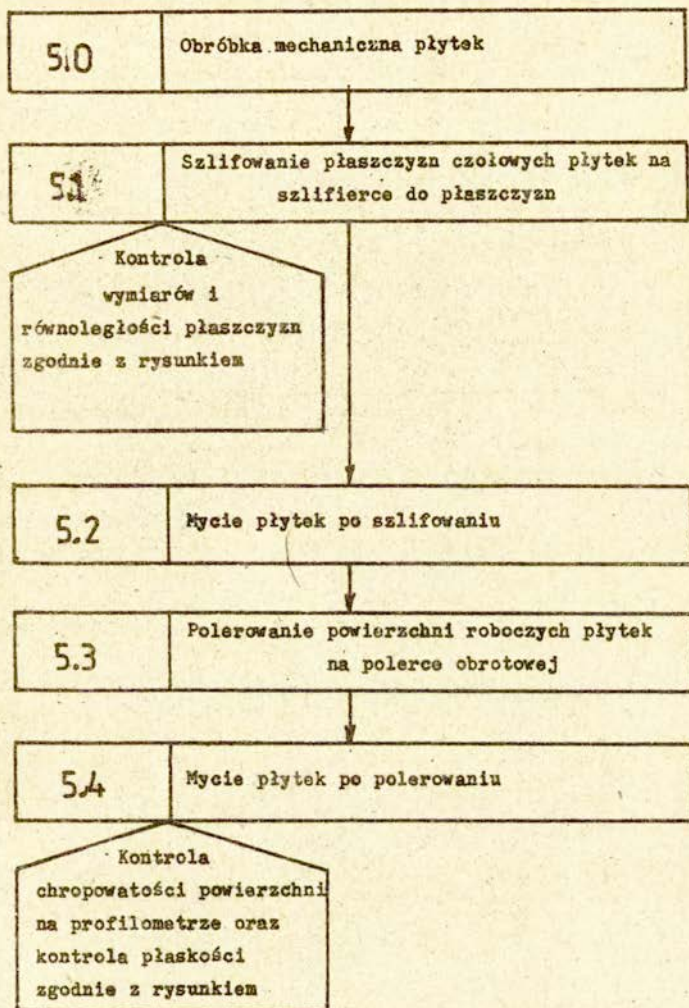 5.0
Obróbka mechaniczna płytek
5.1
Szlifowanie płaszczyzn czołowych płytek na
szlifierce do płaszczyzn
Kontrola
wymiarów i
równoległości płaszczyzn
zgodnie z rysunkiem
5.2
Mycie płytek po szlifowaniu
5.3
Polerowanie powierzchni roboczych płytek
na polerce obrotowej
5.4
Mycie płytek po polerowaniu
Kontrola
chropowatości powierzchni
na profilometrze oraz
kontrola płaskości
zgodnie z rysunkiem